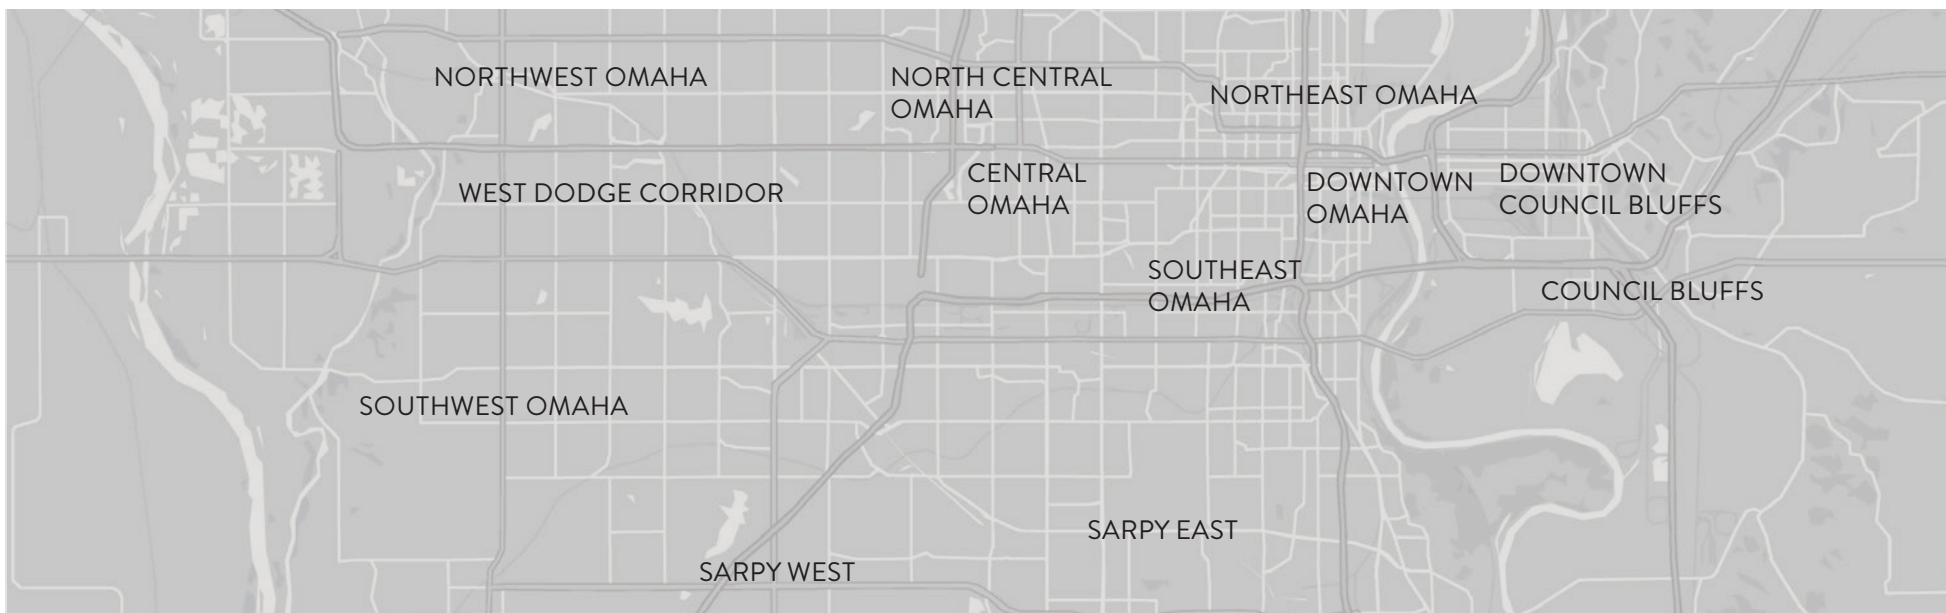 NORTHWEST OMAHA
NORTH CENTRAL
OMAHA
NORTHEAST OMAHA
WEST DODGE CORRIDOR
CENTRAL
OMAHA
DOWNTOWN
OMAHA
DOWNTOWN
COUNCIL BLUFFS
SOUTHEAST
OMAHA
COUNCIL BLUFFS
SOUTHWEST OMAHA
SARPY EAST
SARPY WEST